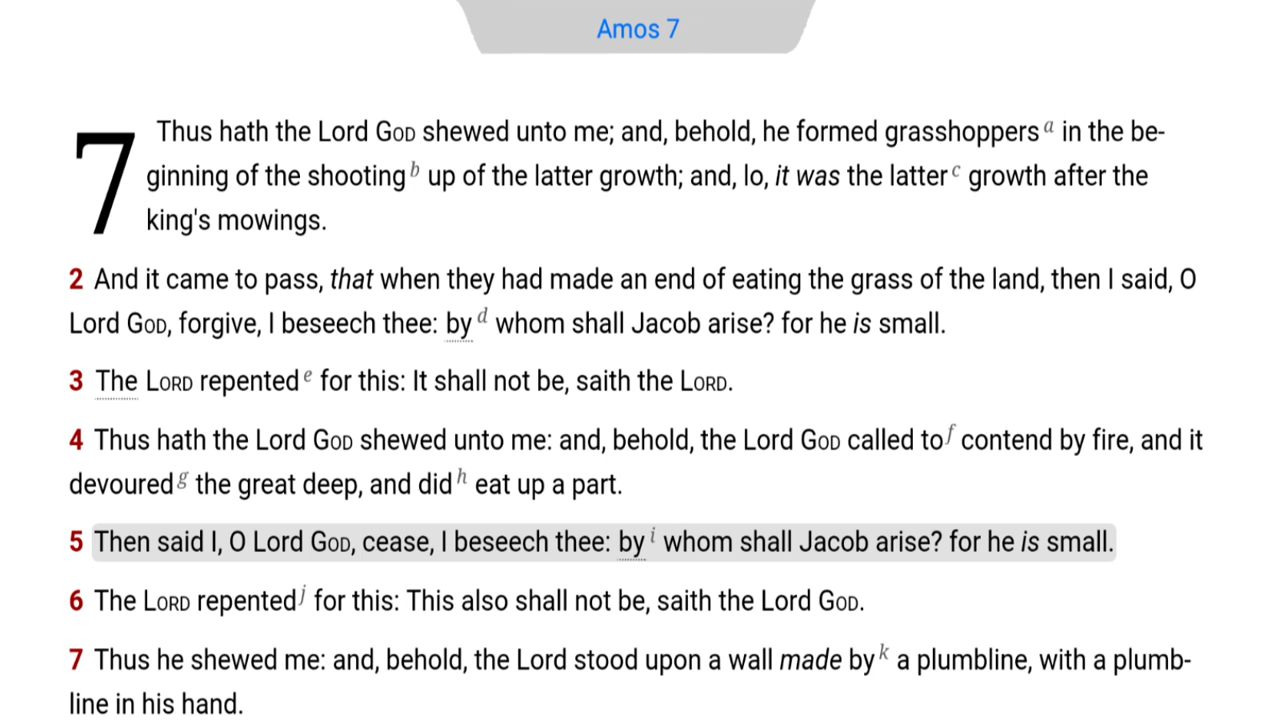 Amos 7
7 Thus hath the Lord GOD shewed unto me; and, behold, he formed grasshoppers a in the be-
ginning of the shooting b up of the latter growth; and, lo, it was the latter c growth after the
king's mowings.
2 And it came to pass, that when they had made an end of eating the grass of the land, then I said, O
Lord GOD, forgive, I beseech thee: by d whom shall Jacob arise? for he is small.
3 The LORD repented e for this: It shall not be, saith the LORD.
4 Thus hath the Lord GOD shewed unto me: and, behold, the Lord GOD called to f contend by fire, and it
devoured g the great deep, and did h eat up a part.
5 Then said I, O Lord GOD, cease, I beseech thee: by i whom shall Jacob arise? for he is small.
6 The LORD repented j for this: This also shall not be, saith the Lord GOD.
7 Thus he shewed me: and, behold, the Lord stood upon a wall made by k a plumbline, with a plumb-
line in his hand.